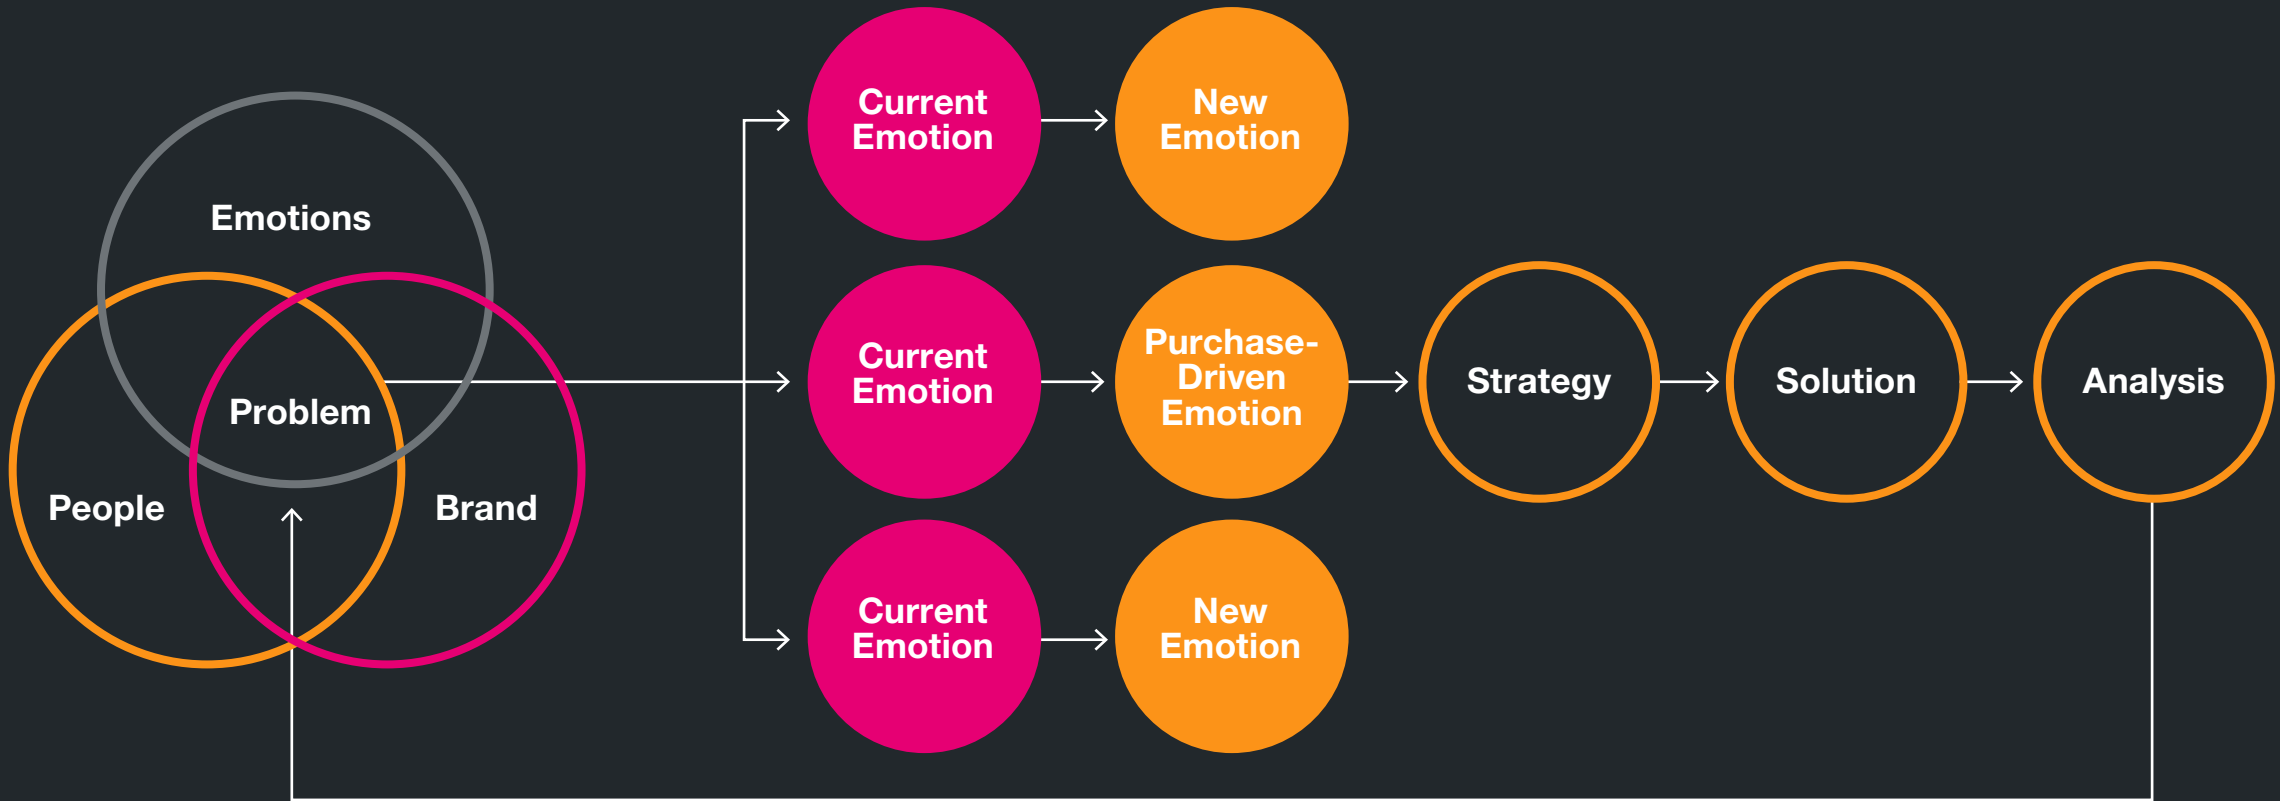 Emotions
Problem
People
Brand
Current
Emotion
New
Emotion
Current
Emotion
Purchase-
Driven
Emotion
Strategy
Solution
Analysis
Current
Emotion
New
Emotion